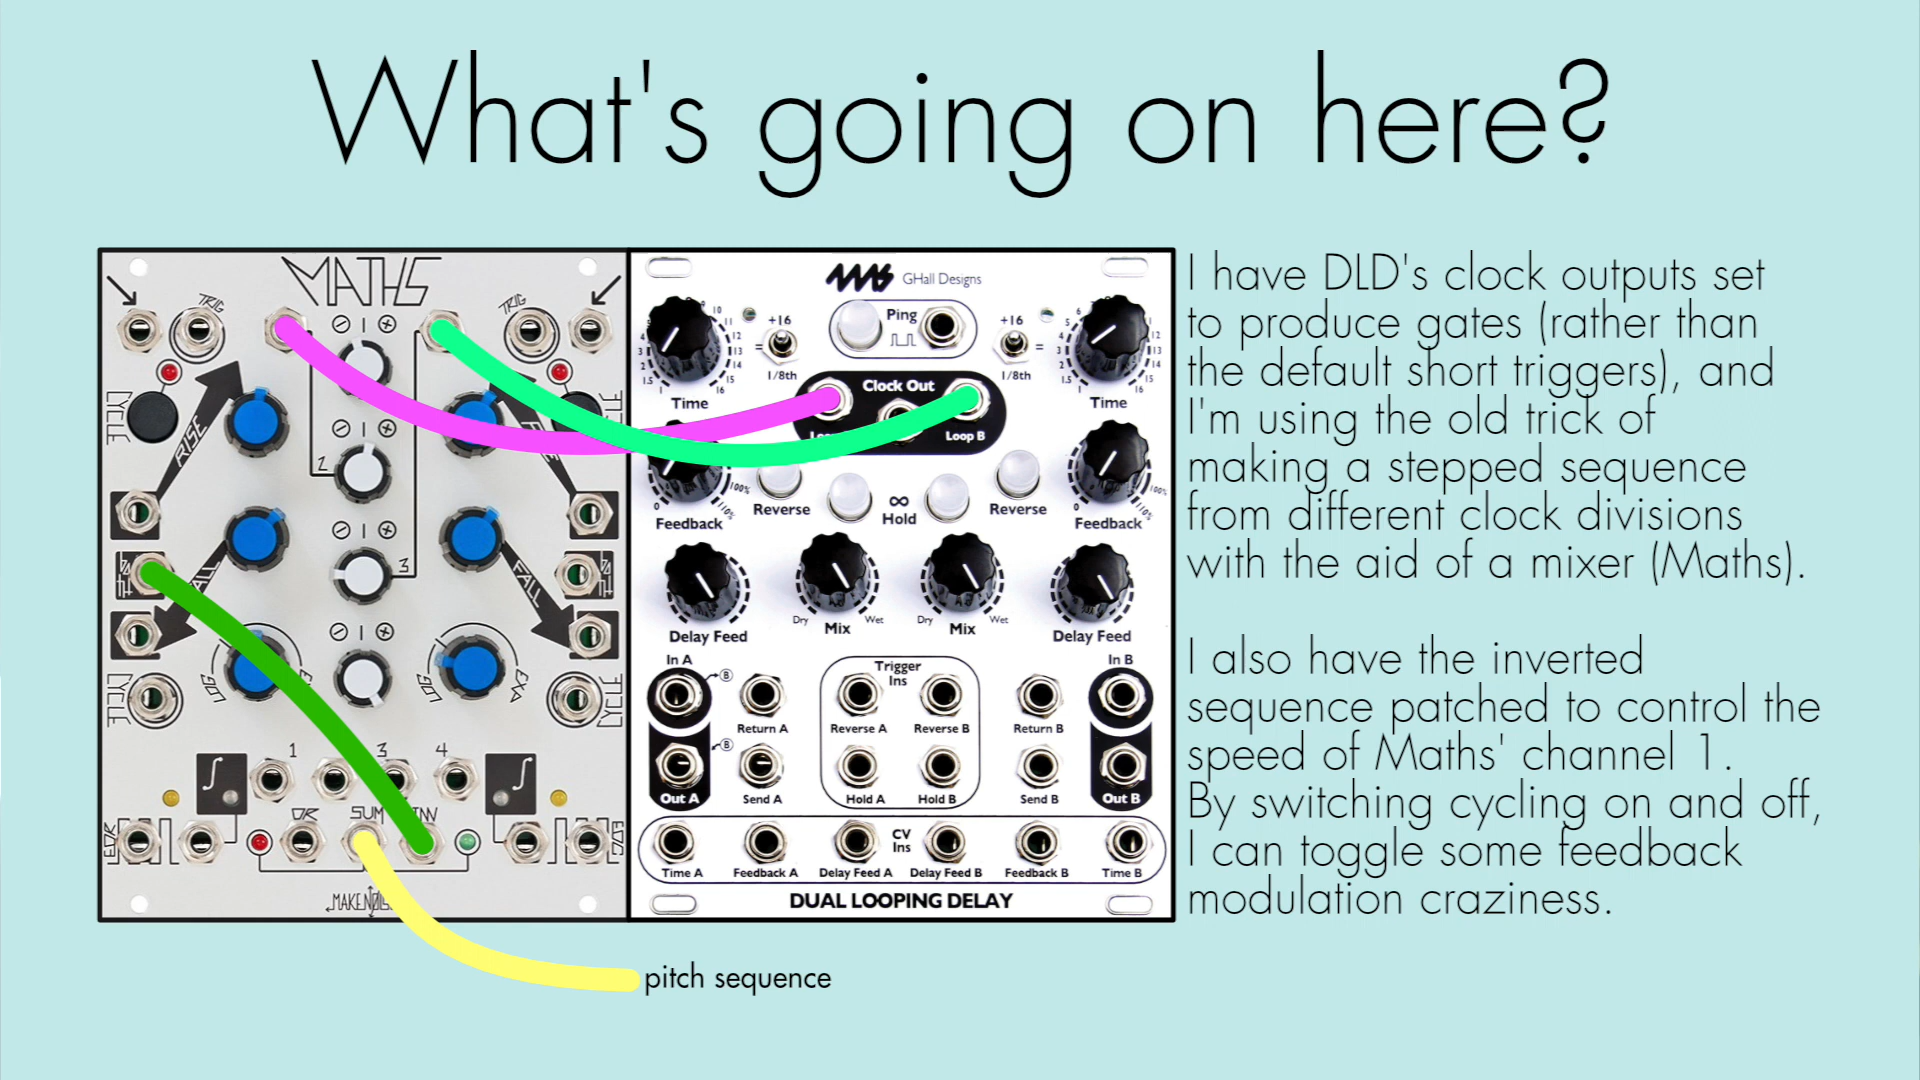 What's going on here?
MATHS
TRIG
TRIG
CYCLE
RISE
2
3
FALL
FALL
CYCLE
CYCLE
LOG
LOG
EXP
1
3
4
OR
SUM
INV
EOR
EOC
MAKENOISE
GHall Designs
Ping
+16
+16
1/8th
1/8th
Time
Time
Clock Out
Loop B
Feedback
Feedback
Reverse
Reverse
∞
Hold
Delay Feed
Delay Feed
Dry
Mix
Wet
Dry
Mix
Wet
In A
In B
Trigger
Ins
Return A
Reverse A
Reverse B
Return B
Out A
Send A
Hold A
Hold B
Send B
Out B
CV
Ins
Time A
Feedback A
Delay Feed A
Delay Feed B
Feedback B
Time B
DUAL LOOPING DELAY
I have DLD's clock outputs set
to produce gates (rather than
the default short triggers), and
I'm using the old trick of
making a stepped sequence
from different clock divisions
with the aid of a mixer (Maths).
I also have the inverted
sequence patched to control the
speed of Maths' channel 1.
By switching cycling on and off,
I can toggle some feedback
modulation craziness.
pitch sequence